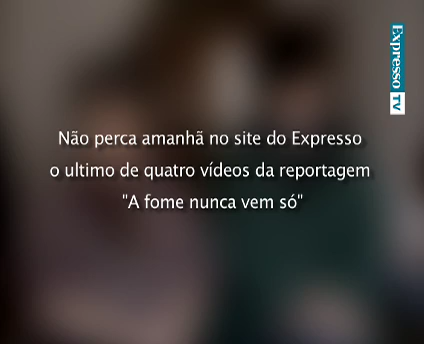 Expresso TV
Não perca amanhã no site do Expresso
o ultimo de quatro vídeos da reportagem
"A fome nunca vem só"